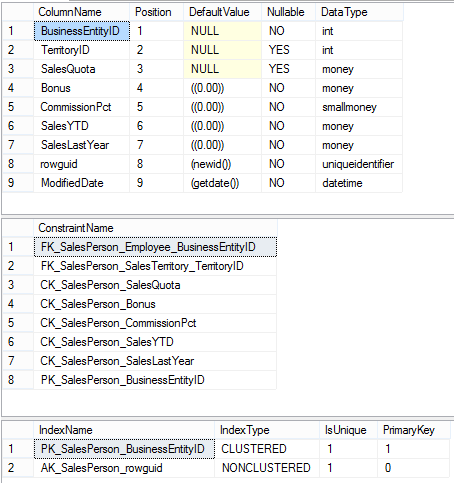 ColumnName Position DefaultValue Nullable DataType
1 BusinessEntityID 1 NULL NO int
2 TerritoryID 2 NULL YES int
3 SalesQuota 3 NULL YES money
4 Bonus 4 ((0.00)) NO money
5 CommissionPct 5 ((0.00)) NO smallmoney
6 SalesYTD 6 ((0.00)) NO money
7 SalesLastYear 7 ((0.00)) NO money
8 rowguid 8 (newid()) NO uniqueidentifier
9 ModifiedDate 9 (getdate()) NO datetime
ConstraintName
1 FK_SalesPerson_Employee_BusinessEntityID
2 FK_SalesPerson_SalesTerritory_TerritoryID
3 CK_SalesPerson_SalesQuota
4 CK_SalesPerson_Bonus
5 CK_SalesPerson_CommissionPct
6 CK_SalesPerson_SalesYTD
7 CK_SalesPerson_SalesLastYear
8 PK_SalesPerson_BusinessEntityID
IndexName IndexType IsUnique PrimaryKey
1 PK_SalesPerson_BusinessEntityID CLUSTERED 1 1
2 AK_SalesPerson_rowguid NONCLUSTERED 1 0